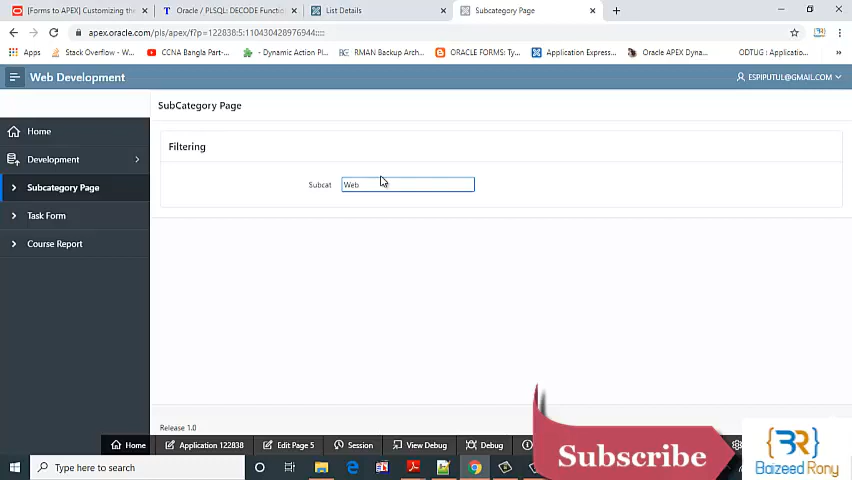 [Forms to APEX] Customizing the
Oracle / PLSQL: DECODE Functio
List Details
Subcategory Page
apex.oracle.com/pls/apex/f?p=122838:5:110430428976944::::
Apps
Stack Overflow - W...
CCNA Bangla Part-...
- Dynamic Action Pl...
RMAN Backup Arch...
ORACLE FORMS: Ty...
Application Express...
Oracle APEX Dyna...
ODTUG : Applicatio...
Web Development
ESPIPUTUL@GMAIL.COM
SubCategory Page
Home
Filtering
Development
Subcat Web
Subcategory Page
Task Form
Course Report
Release 1.0
Home
Application 122838
Edit Page 5
Session
View Debug
Debug
Subscribe
BR
Baizeed Rony
Type here to search